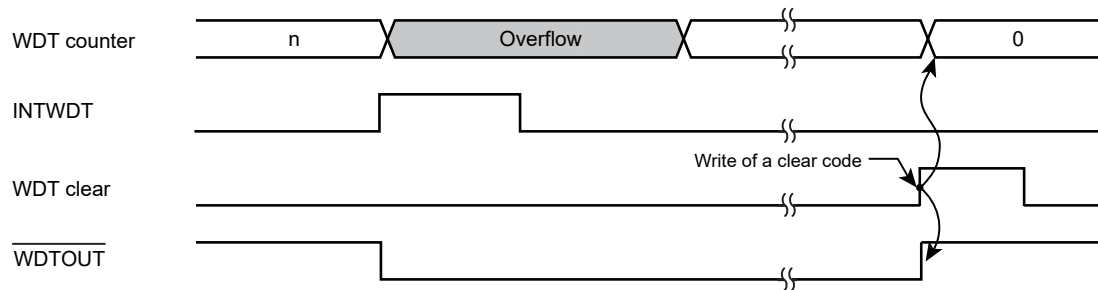 WDT counter n Overflow 0
INTWDT
Write of a clear code
WDT clear
WDTOUT